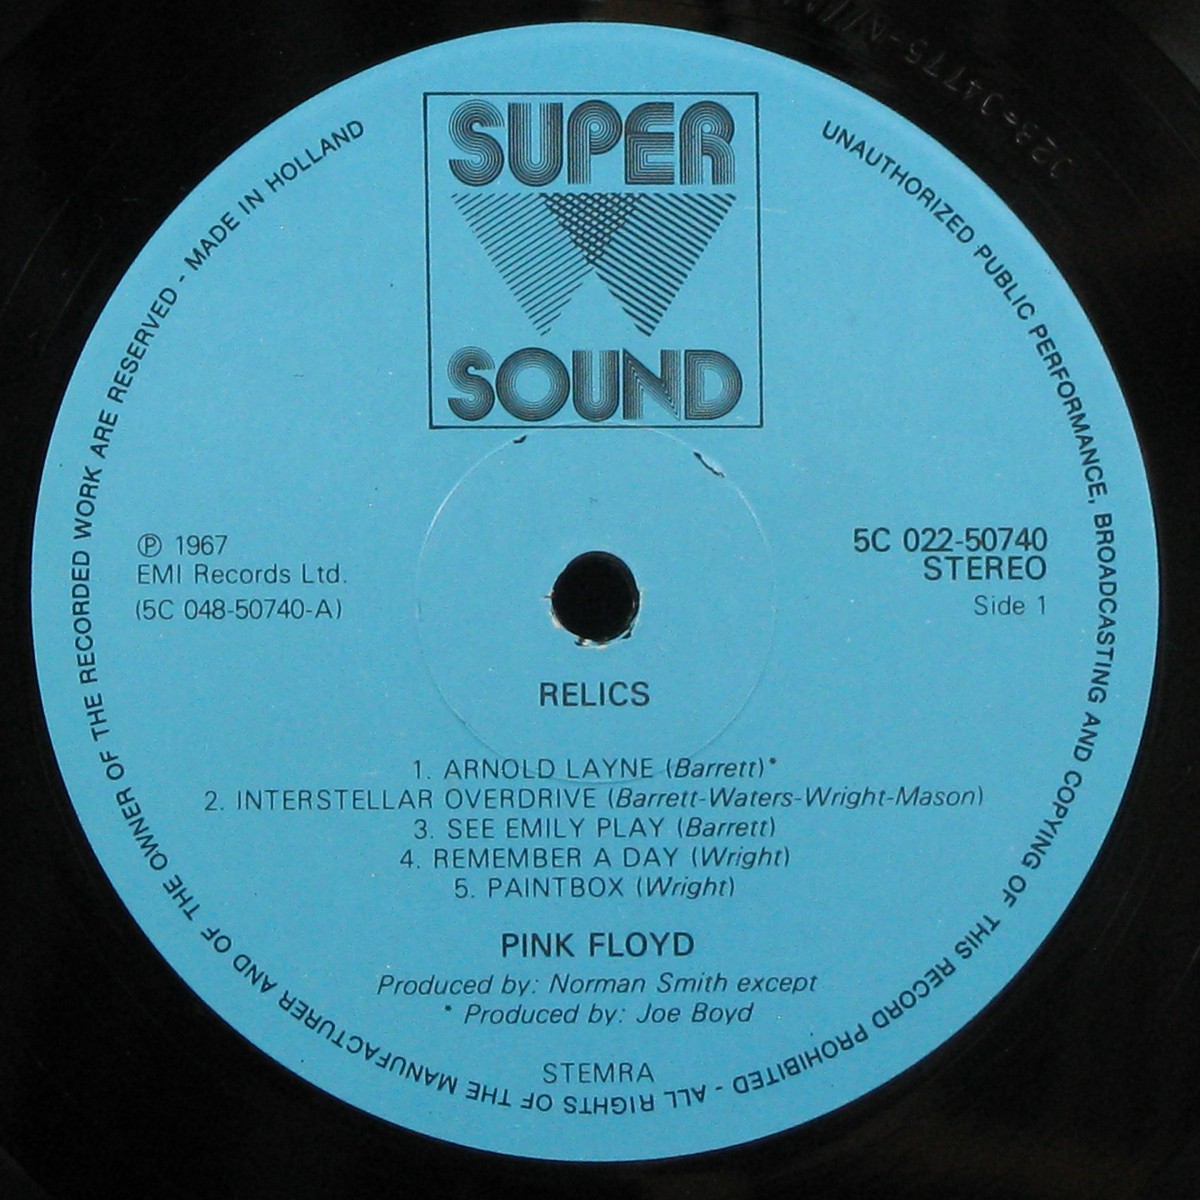 SUPER
SOUND
UNAUTHORIZED PUBLIC PERFORMANCE, BROADCASTING AND COPYING OF THIS RECORD PROHIBITED - ALL RIGHTS OF THE MANUFACTURER AND OF THE OWNER OF THE RECORDED WORK ARE RESERVED - MADE IN HOLLAND
℗ 1967
EMI Records Ltd.
(5C 048-50740-A)
5C 022-50740
STEREO
Side 1
RELICS
1. ARNOLD LAYNE (Barrett)*
2. INTERSTELLAR OVERDRIVE (Barrett-Waters-Wright-Mason)
3. SEE EMILY PLAY (Barrett)
4. REMEMBER A DAY (Wright)
5. PAINTBOX (Wright)
PINK FLOYD
Produced by: Norman Smith except
* Produced by: Joe Boyd
STEMRA